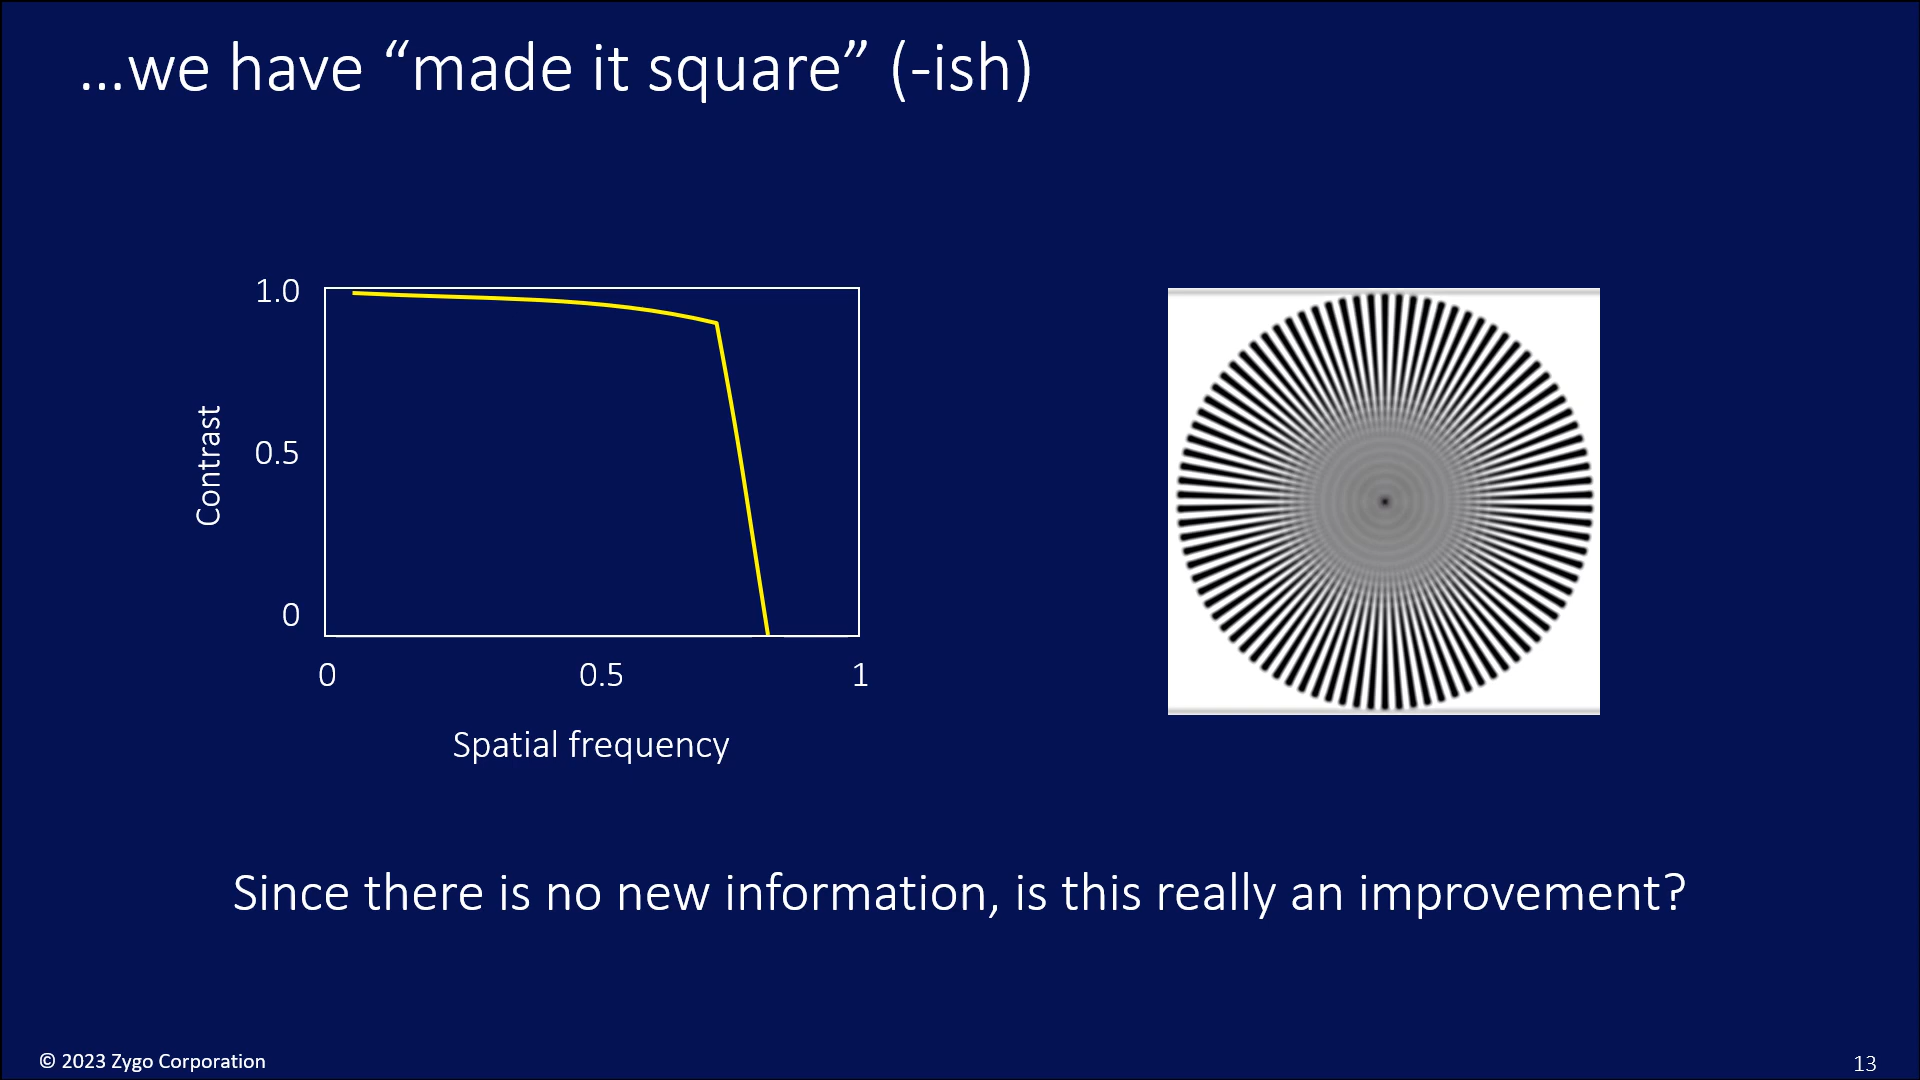 …we have “made it square” (-ish)
1.0
0.5
0
Contrast
0
0.5
1
Spatial frequency
Since there is no new information, is this really an improvement?
© 2023 Zygo Corporation
13